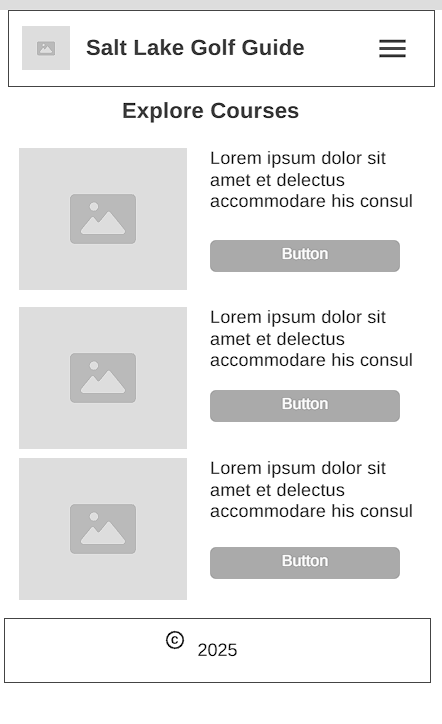 Salt Lake Golf Guide
Explore Courses
Lorem ipsum dolor sit
amet et delectus
accommodare his consul
Button
Lorem ipsum dolor sit
amet et delectus
accommodare his consul
Button
Lorem ipsum dolor sit
amet et delectus
accommodare his consul
Button
© 2025